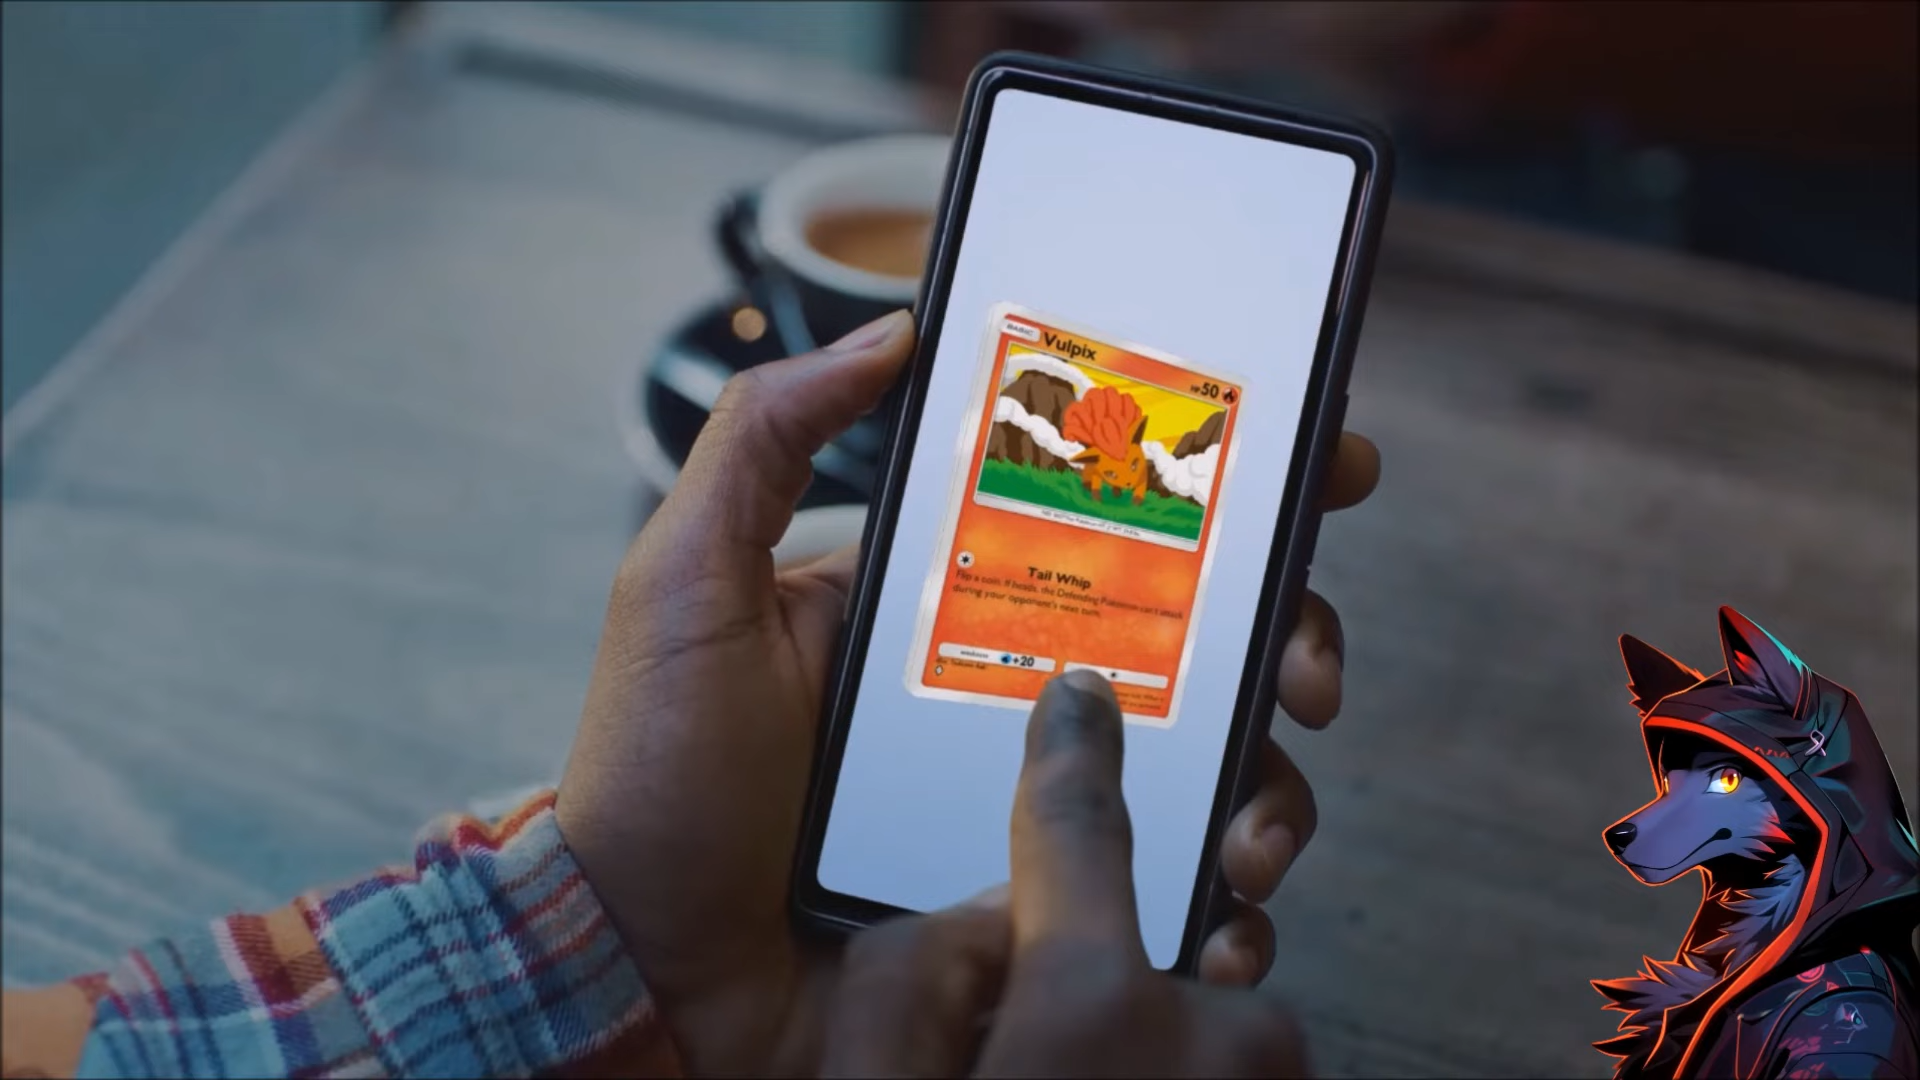 BASIC
Vulpix
HP50
Tail Whip
Flip a coin. If heads, the Defending Pokémon can't attack
during your opponent's next turn.
weakness +20